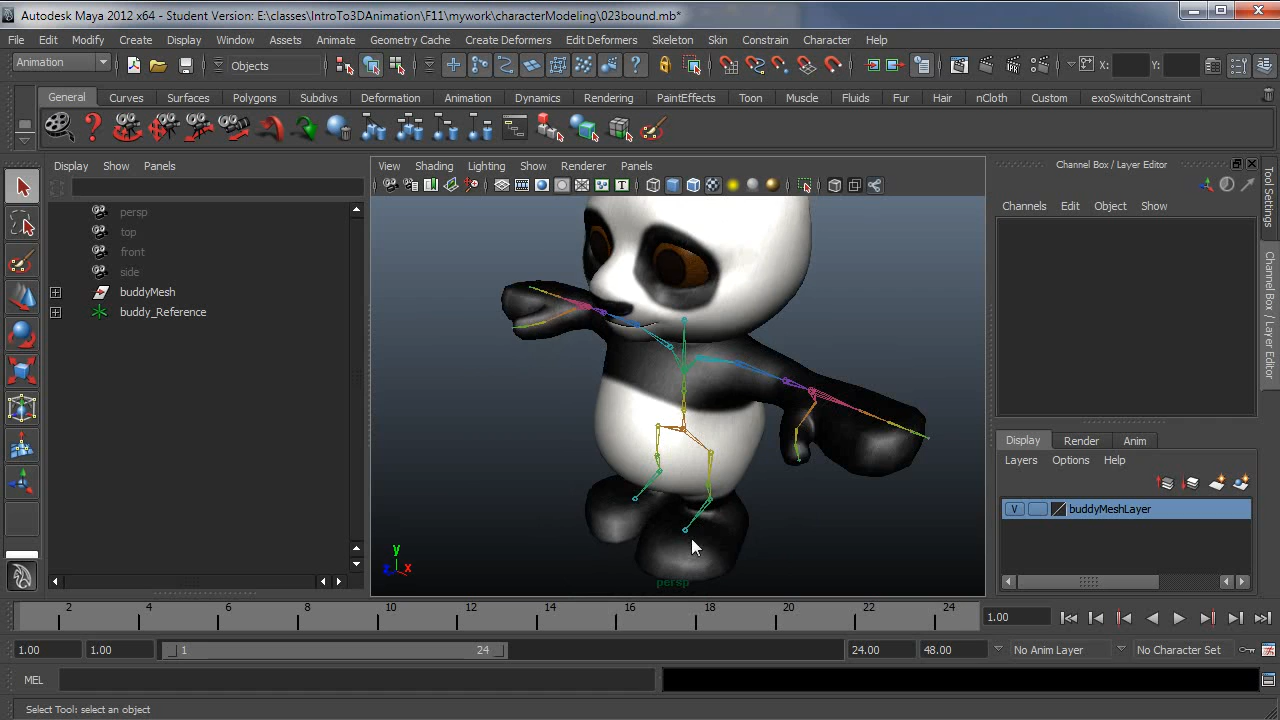 Autodesk Maya 2012 x64 - Student Version: E:\classes\IntroTo3DAnimation\F11\mywork\characterModeling\023bound.mb*
File Edit Modify Create Display Window Assets Animate Geometry Cache Create Deformers Edit Deformers Skeleton Skin Constrain Character Help
Animation Objects X: Y:
General Curves Surfaces Polygons Subdivs Deformation Animation Dynamics Rendering PaintEffects Toon Muscle Fluids Fur Hair nCloth Custom exoSwitchConstraint
Display Show Panels
View Shading Lighting Show Renderer Panels
Channel Box / Layer Editor
persp
top
front
side
buddyMesh
buddy_Reference
y
z x
persp
Channels Edit Object Show
Tool Settings
Channel Box / Layer Editor
Display Render Anim
Layers Options Help
V buddyMeshLayer
2 4 6 8 10 12 14 16 18 20 22 24 1.00
1.00 1.00 1 24 24.00 48.00 No Anim Layer No Character Set
MEL
Select Tool: select an object